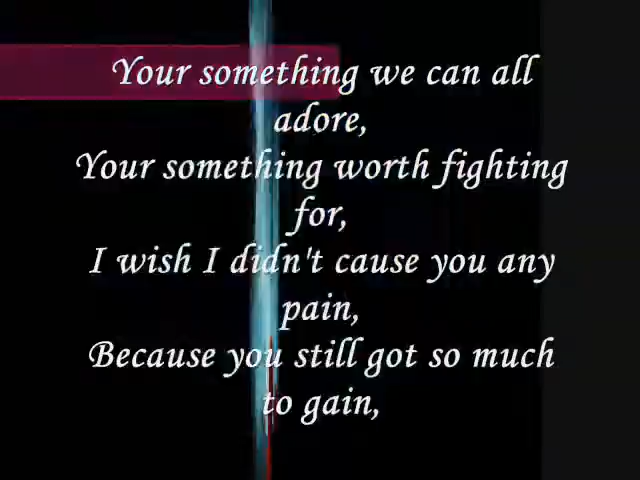 Your something we can all
adore,
Your something worth fighting
for,
I wish I didn't cause you any
pain,
Because you still got so much
to gain,